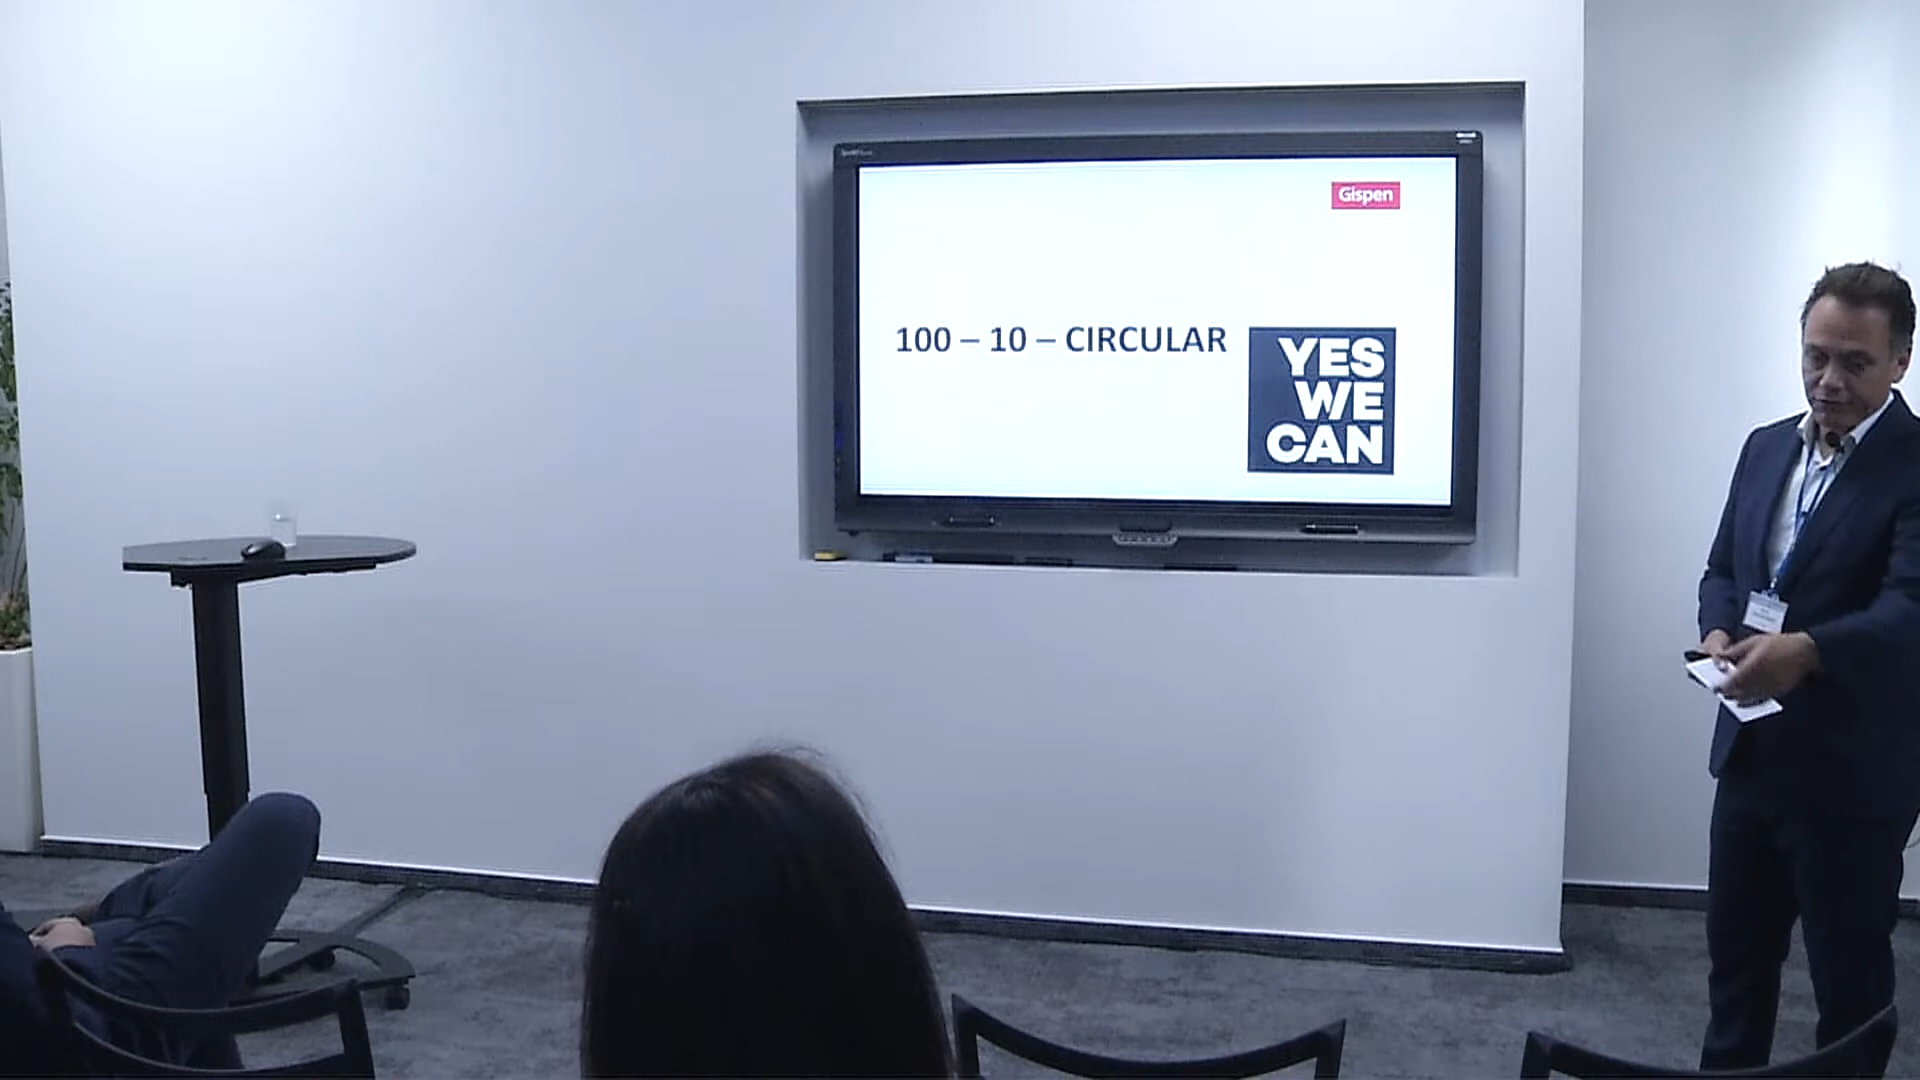 Gispen
100 – 10 – CIRCULAR
YES
WE
CAN